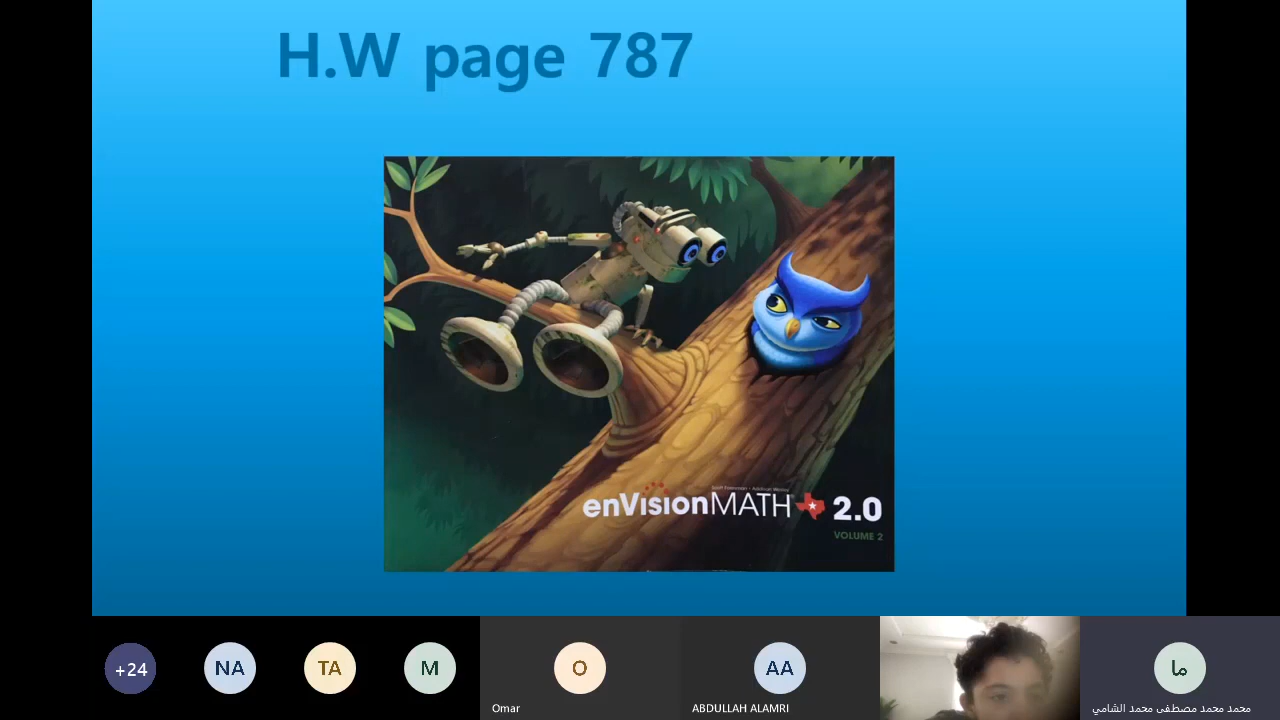 H.W page 787
enVisionMATH 2.0
VOLUME 2
+24
NA
TA
M
O
AA
ما
Omar
ABDULLAH ALAMRI
محمد محمد مصطفى محمد الشامي